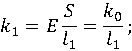 k₁ = E S/l₁ = k₀/l₁ ;